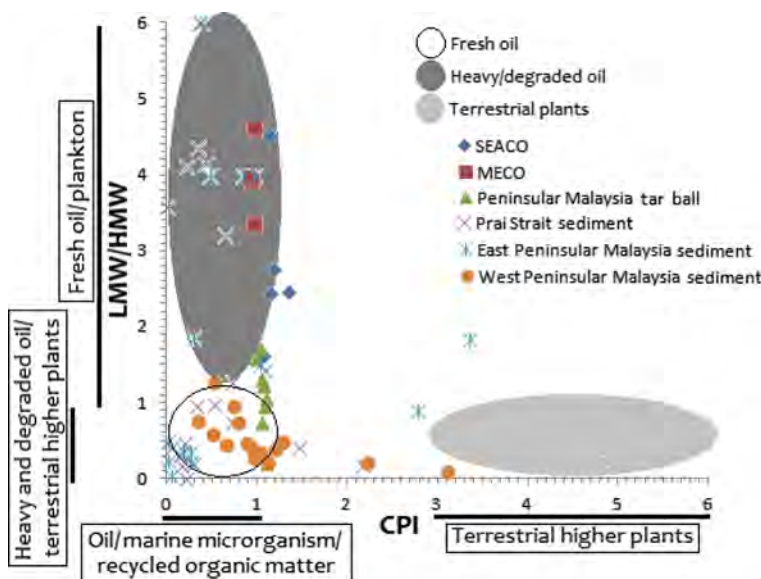 Fresh oil
Heavy/degraded oil
Terrestrial plants
SEACO
MECO
Peninsular Malaysia tar ball
Prai Strait sediment
East Peninsular Malaysia sediment
West Peninsular Malaysia sediment
Fresh oil/plankton
Heavy and degraded oil/
terrestrial higher plants
LMW/HMW
6
5
4
3
2
1
0
0
1
2
3
4
5
6
CPI
Oil/marine microrganism/
recycled organic matter
Terrestrial higher plants